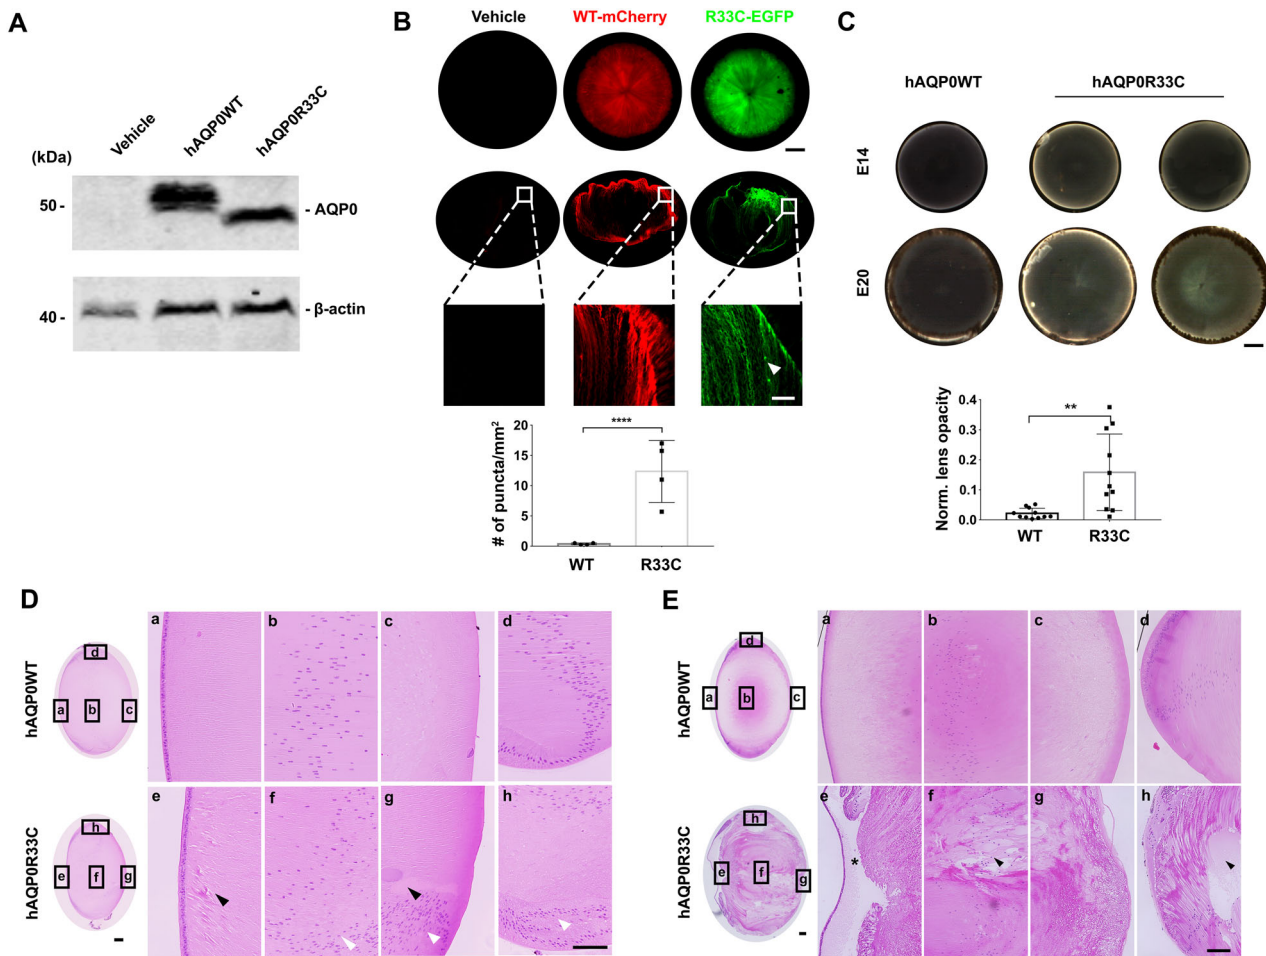 A
Vehicle
hAQP0WT
hAQP0R33C
(kDa)
50 -
- AQP0
40 -
- β-actin
B
Vehicle
WT-mCherry
R33C-EGFP
# of puncta/mm²
20
15
10
5
0
****
WT
R33C
C
hAQP0WT
hAQP0R33C
E14
E20
Norm. lens opacity
0.4
0.3
0.2
0.1
0.0
**
WT
R33C
D
hAQP0WT
d
a
b
c
a
b
c
d
hAQP0R33C
h
e
f
g
e
f
g
h
E
hAQP0WT
d
a
b
c
a
b
c
d
hAQP0R33C
h
e
f
g
e
*
f
g
h